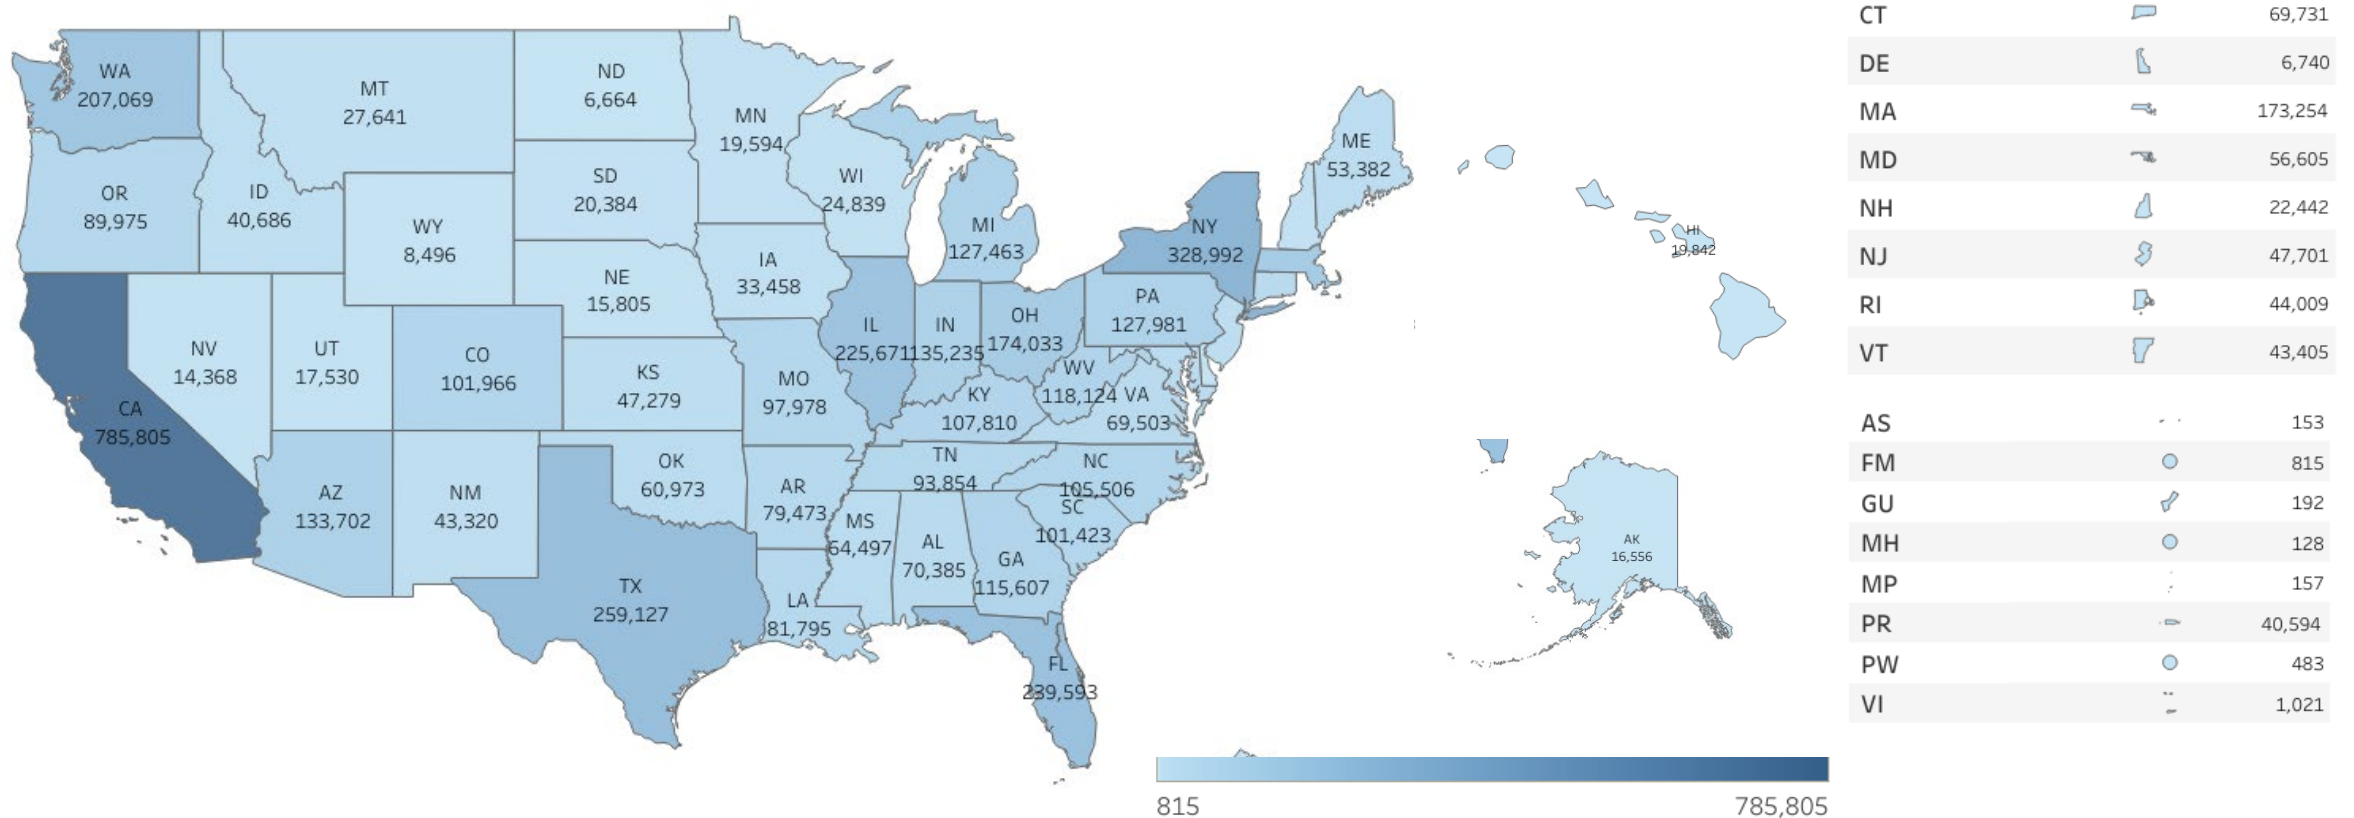 WA
207,069
MT
27,641
ND
6,664
MN
19,594
OR
89,975
ID
40,686
WY
8,496
SD
20,384
WI
24,839
MI
127,463
NY
328,992
ME
53,382
NE
15,805
IA
33,458
NV
14,368
UT
17,530
CO
101,966
KS
47,279
MO
97,978
IL
225,671
IN
135,235
OH
174,033
PA
127,981
WV
118,124
VA
69,503
KY
107,810
CA
785,805
AZ
133,702
NM
43,320
OK
60,973
AR
79,473
TN
93,854
NC
105,506
SC
101,423
MS
64,497
AL
70,385
GA
115,607
TX
259,127
LA
81,795
FL
239,593
HI
19,842
AK
16,556
815 785,805
CT 69,731
DE 6,740
MA 173,254
MD 56,605
NH 22,442
NJ 47,701
RI 44,009
VT 43,405
AS 153
FM 815
GU 192
MH 128
MP 157
PR 40,594
PW 483
VI 1,021